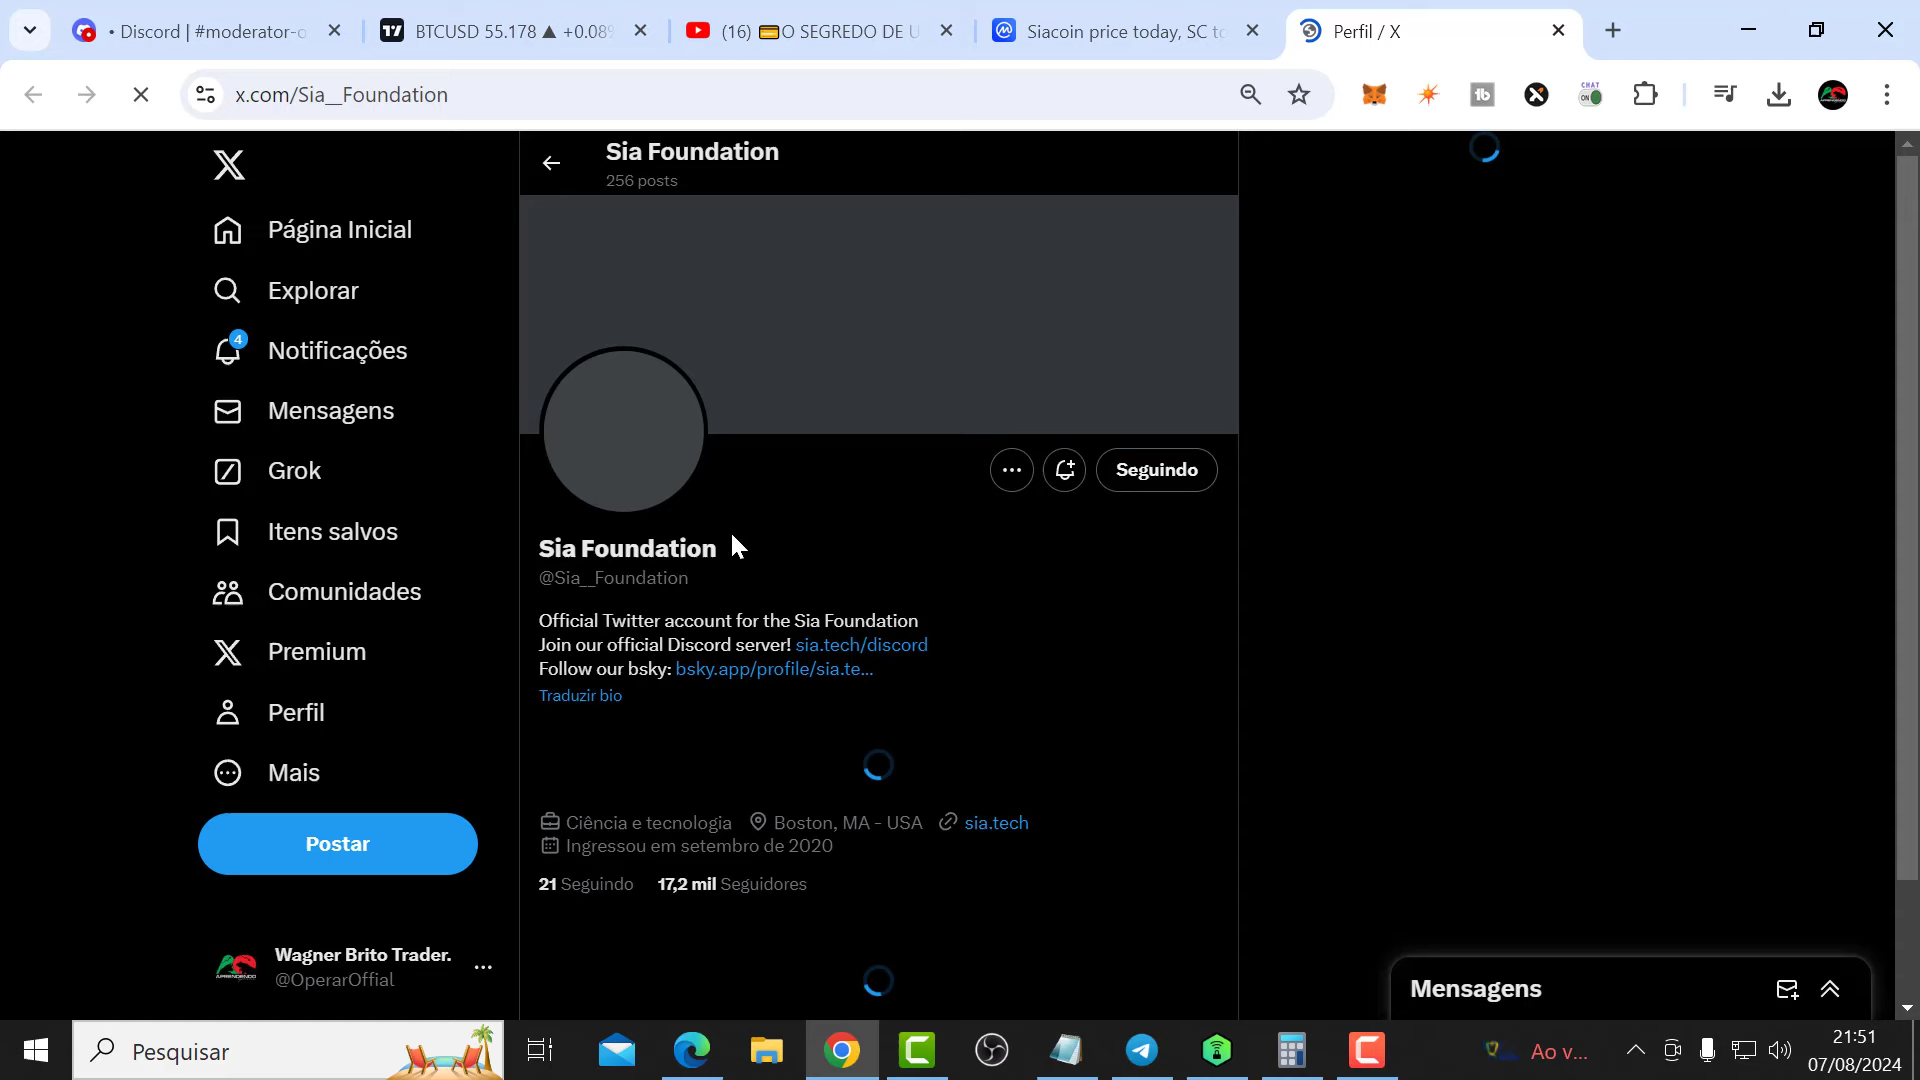 • Discord | #moderator-o
BTCUSD 55.178 ▲ +0.08%
(16) 💳O SEGREDO DE U
Siacoin price today, SC to
Perfil / X
x.com/Sia__Foundation
CHAT
ON
Sia Foundation
256 posts
Página Inicial
Explorar
4
Notificações
Mensagens
Grok
Itens salvos
Comunidades
Premium
Perfil
Mais
Postar
Wagner Brito Trader.
@OperarOffial
Seguindo
Sia Foundation
@Sia__Foundation
Official Twitter account for the Sia Foundation
Join our official Discord server! sia.tech/discord
Follow our bsky: bsky.app/profile/sia.te...
Traduzir bio
Ciência e tecnologia Boston, MA - USA sia.tech
Ingressou em setembro de 2020
21 Seguindo 17,2 mil Seguidores
Mensagens
Pesquisar
Ao v...
21:51
07/08/2024